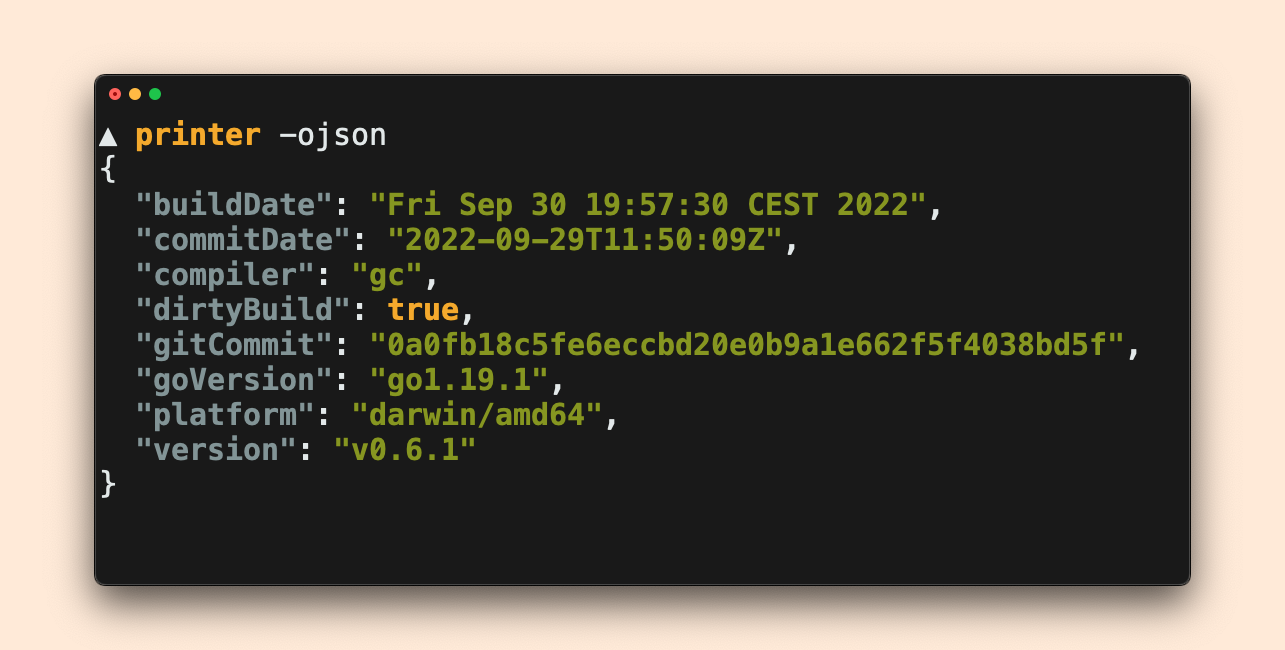 ▲ printer -ojson
{
  "buildDate": "Fri Sep 30 19:57:30 CEST 2022",
  "commitDate": "2022-09-29T11:50:09Z",
  "compiler": "gc",
  "dirtyBuild": true,
  "gitCommit": "0a0fb18c5fe6eccbd20e0b9a1e662f5f4038bd5f",
  "goVersion": "go1.19.1",
  "platform": "darwin/amd64",
  "version": "v0.6.1"
}